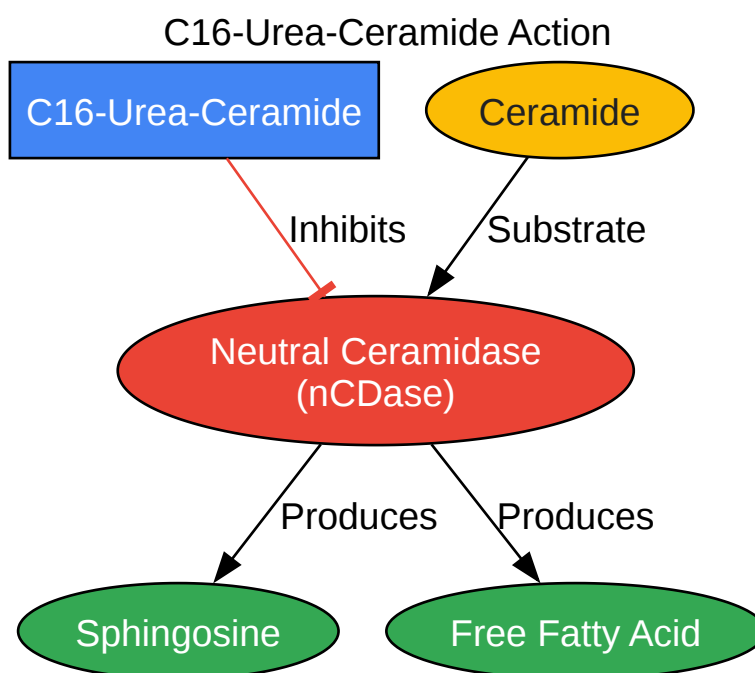 C16-Urea-Ceramide Action
C16-Urea-Ceramide
Ceramide
Inhibits
Substrate
Neutral Ceramidase
(nCDase)
Produces
Produces
Sphingosine
Free Fatty Acid